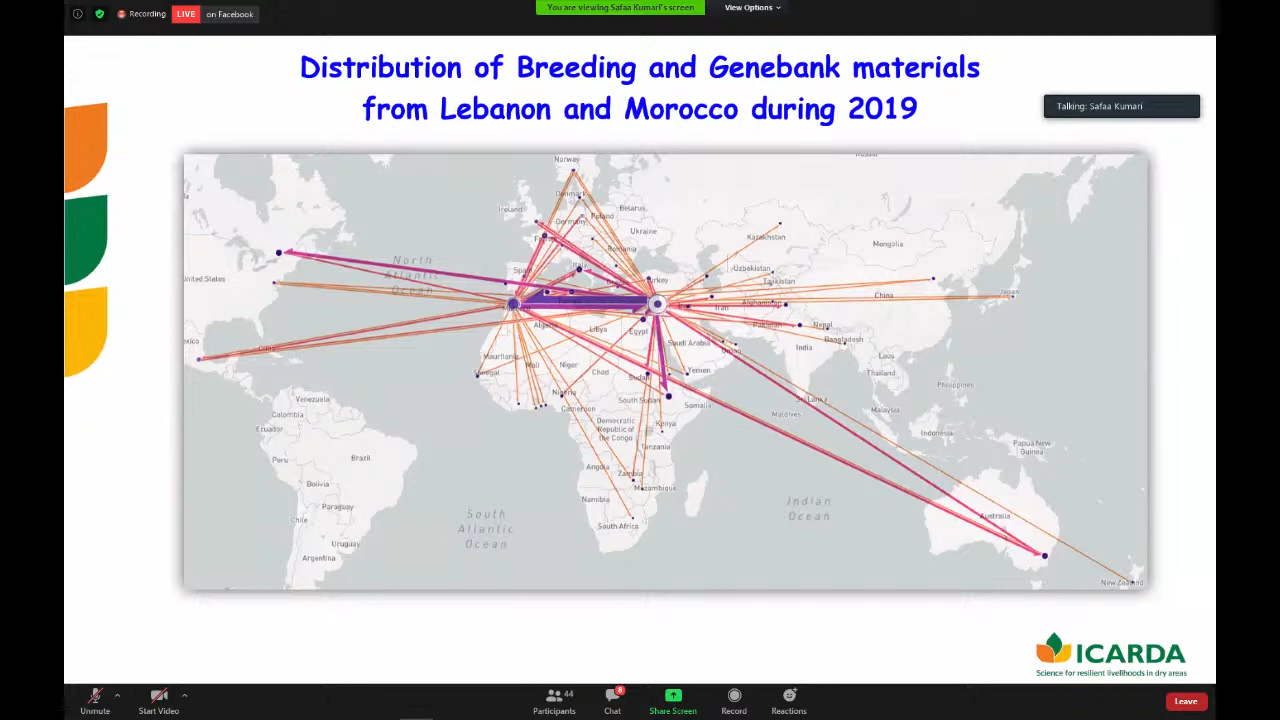 Recording
LIVE
on Facebook
You are viewing Safaa Kumari's screen
View Options
Distribution of Breeding and Genebank materials
from Lebanon and Morocco during 2019
Talking: Safaa Kumari
Norway
Denmark
Ireland
Belarus
Poland
Germany
Ukraine
Kazakhstan
Mongolia
Romania
North
Atlantic
Ocean
Italy
Turkey
Uzbekistan
Tajikistan
United States
China
Japan
Iran
Afghanistan
Algeria
Libya
Egypt
Pakistan
Nepal
Bangladesh
Cuba
Saudi Arabia
Oman
India
Mauritania
Mali
Niger
Chad
Sudan
Yemen
Laos
Thailand
Senegal
Nigeria
Philippines
Venezuela
Cameroon
South Sudan
Somalia
Sri Lanka
Maldives
Malaysia
Colombia
Ecuador
Democratic
Republic of
the Congo
Kenya
Tanzania
Indonesia
Papua New
Guinea
Peru
Brazil
Angola
Zambia
Mozambique
Bolivia
Namibia
Paraguay
South
Atlantic
Ocean
Indian
Ocean
Chile
South Africa
Australia
Uruguay
Argentina
New Zealand
ICARDA
Science for resilient livelihoods in dry areas
Unmute
Start Video
44
Participants
8
Chat
Share Screen
Record
Reactions
Leave